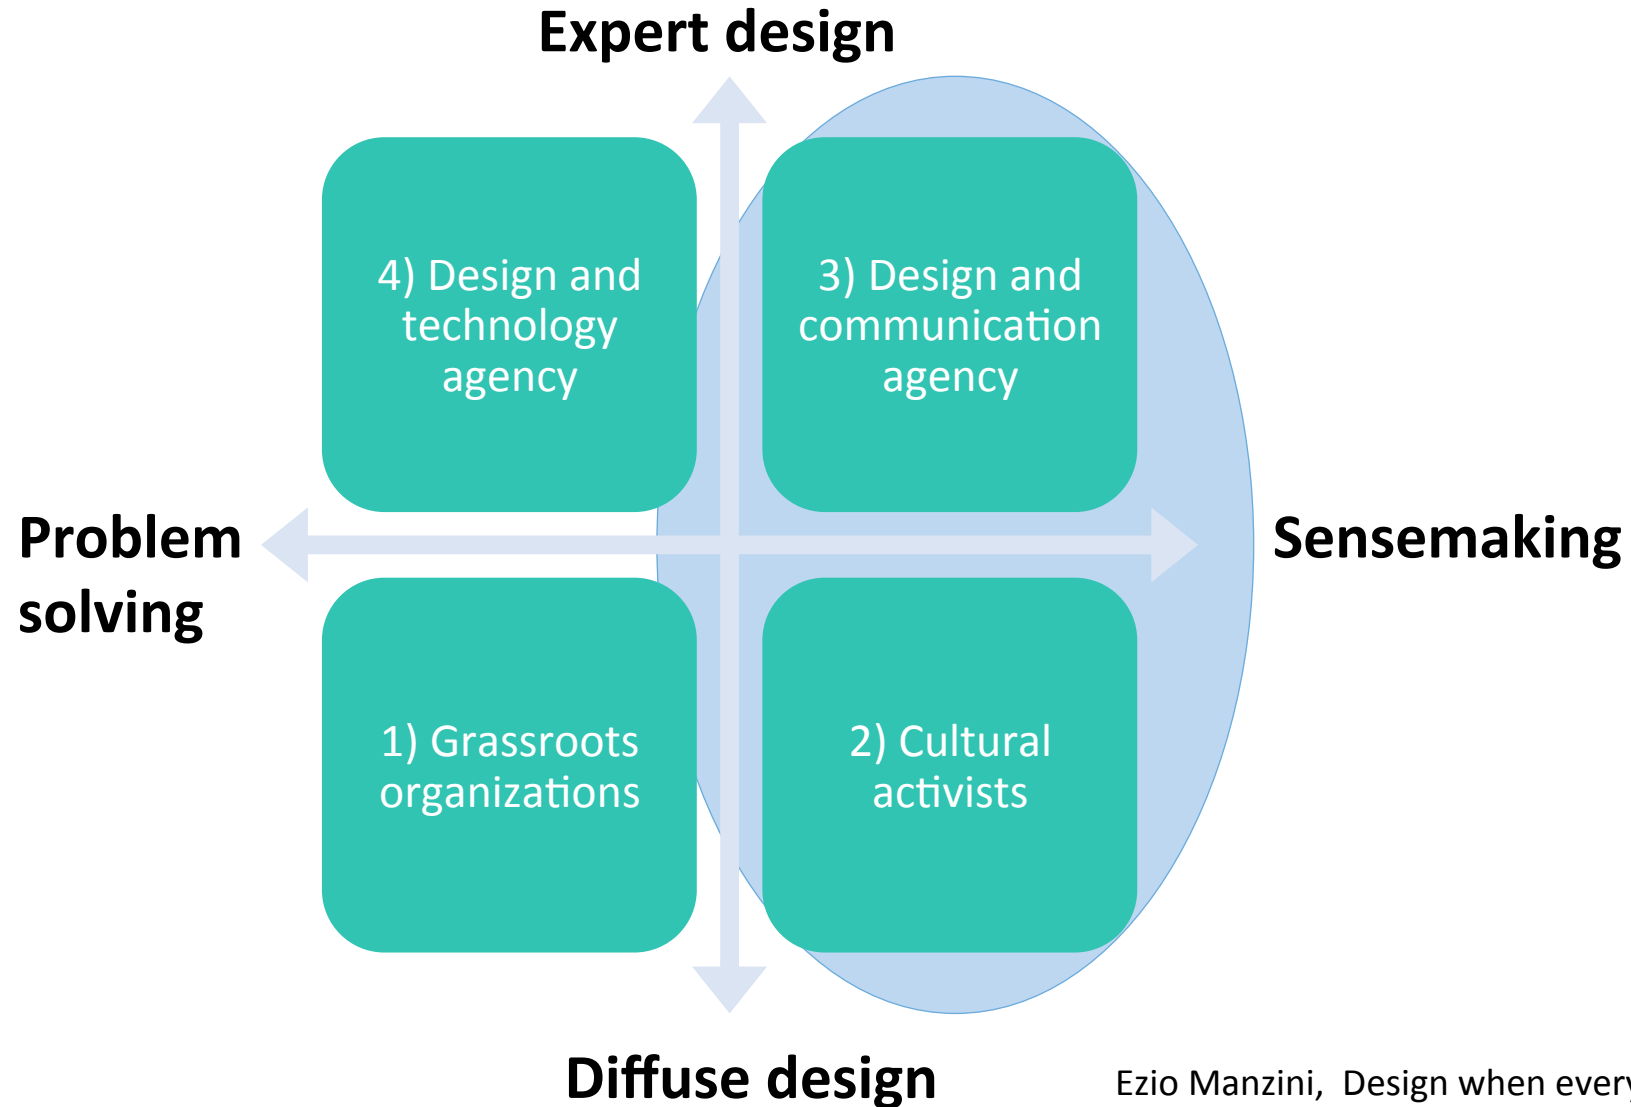 Expert design
4) Design and
technology
agency
3) Design and
communication
agency
Problem
solving
Sensemaking
1) Grassroots
organizations
2) Cultural
activists
Diffuse design
Ezio Manzini,  Design when every